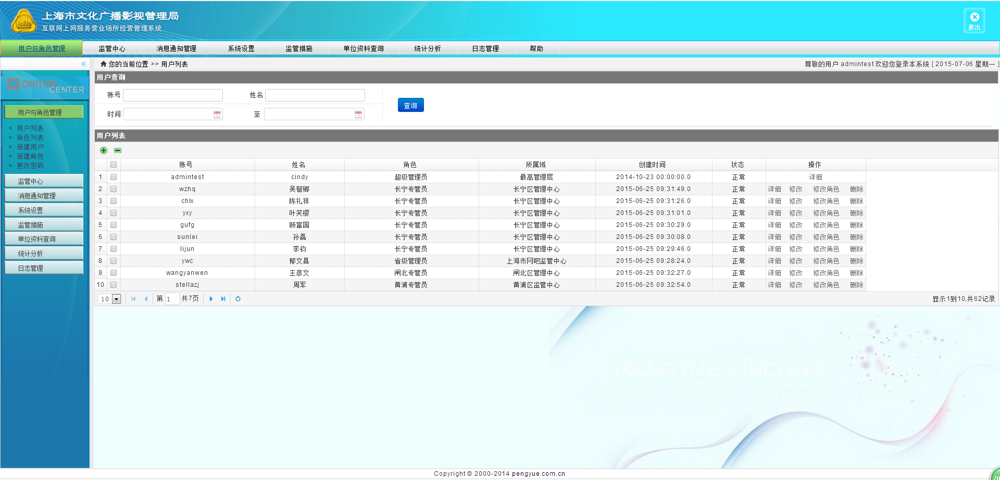 上海市文化广播影视管理局
互联网上网服务营业场所经营管理系统
退出
用户与角色管理 监管中心 消息通知管理 系统设置 监管措施 单位资料查询 统计分析 日志管理 帮助
您的当前位置 >> 用户列表
尊敬的用户 admintest 欢迎您登录本系统 [ 2015-07-06 星期一 ]
MONITOR
CENTER
用户与角色管理
用户列表
角色列表
新建用户
新建角色
更改密码
监管中心
消息通知管理
系统设置
监管措施
单位资料查询
统计分析
日志管理
用户查询
账号 姓名
时间 至
查询
用户列表
账号 姓名 角色 所属域 创建时间 状态 操作
1 admintest cindy 超级管理员 最高管理层 2014-10-23 00:00:00.0 正常 详细
2 wzhq 吴智卿 长宁专管员 长宁区管理中心 2015-06-25 09:31:49.0 正常 详细 修改 修改角色 删除
3 chlx 陈礼祥 长宁专管员 长宁区管理中心 2015-06-25 09:31:26.0 正常 详细 修改 修改角色 删除
4 yxy 叶笑樱 长宁专管员 长宁区管理中心 2015-06-25 09:31:01.0 正常 详细 修改 修改角色 删除
5 gufg 顾富国 长宁专管员 长宁区管理中心 2015-06-25 09:30:29.0 正常 详细 修改 修改角色 删除
6 sunlei 孙磊 长宁专管员 长宁区管理中心 2015-06-25 09:30:08.0 正常 详细 修改 修改角色 删除
7 lijun 李钧 长宁专管员 长宁区管理中心 2015-06-25 09:29:46.0 正常 详细 修改 修改角色 删除
8 ywc 郁文昌 省级管理员 上海市网吧监管中心 2015-06-25 09:28:24.0 正常 详细 修改 修改角色 删除
9 wangyanwen 王彦文 闸北专管员 闸北区管理中心 2015-06-25 09:32:27.0 正常 详细 修改 修改角色 删除
10 stellazj 周军 黄浦专管员 黄浦区监管中心 2015-06-25 09:32:54.0 正常 详细 修改 修改角色 删除
10 第 1 共7页
显示1到10,共62记录
PENGYUE LINGHAO
Copyright © 2000-2014 pengyue.com.cn